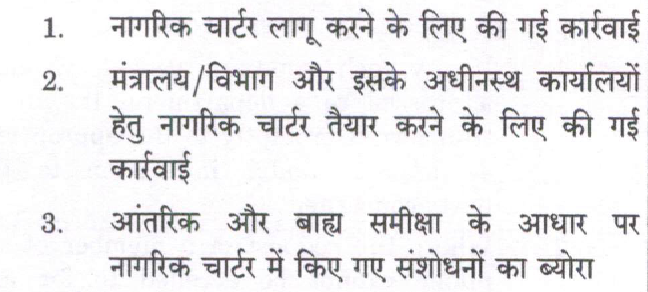 1. नागरिक चार्टर लागू करने के लिए की गई कार्रवाई
2. मंत्रालय/विभाग और इसके अधीनस्थ कार्यालयों
हेतु नागरिक चार्टर तैयार करने के लिए की गई
कार्रवाई
3. आंतरिक और बाह्य समीक्षा के आधार पर
नागरिक चार्टर में किए गए संशोधनों का ब्योरा